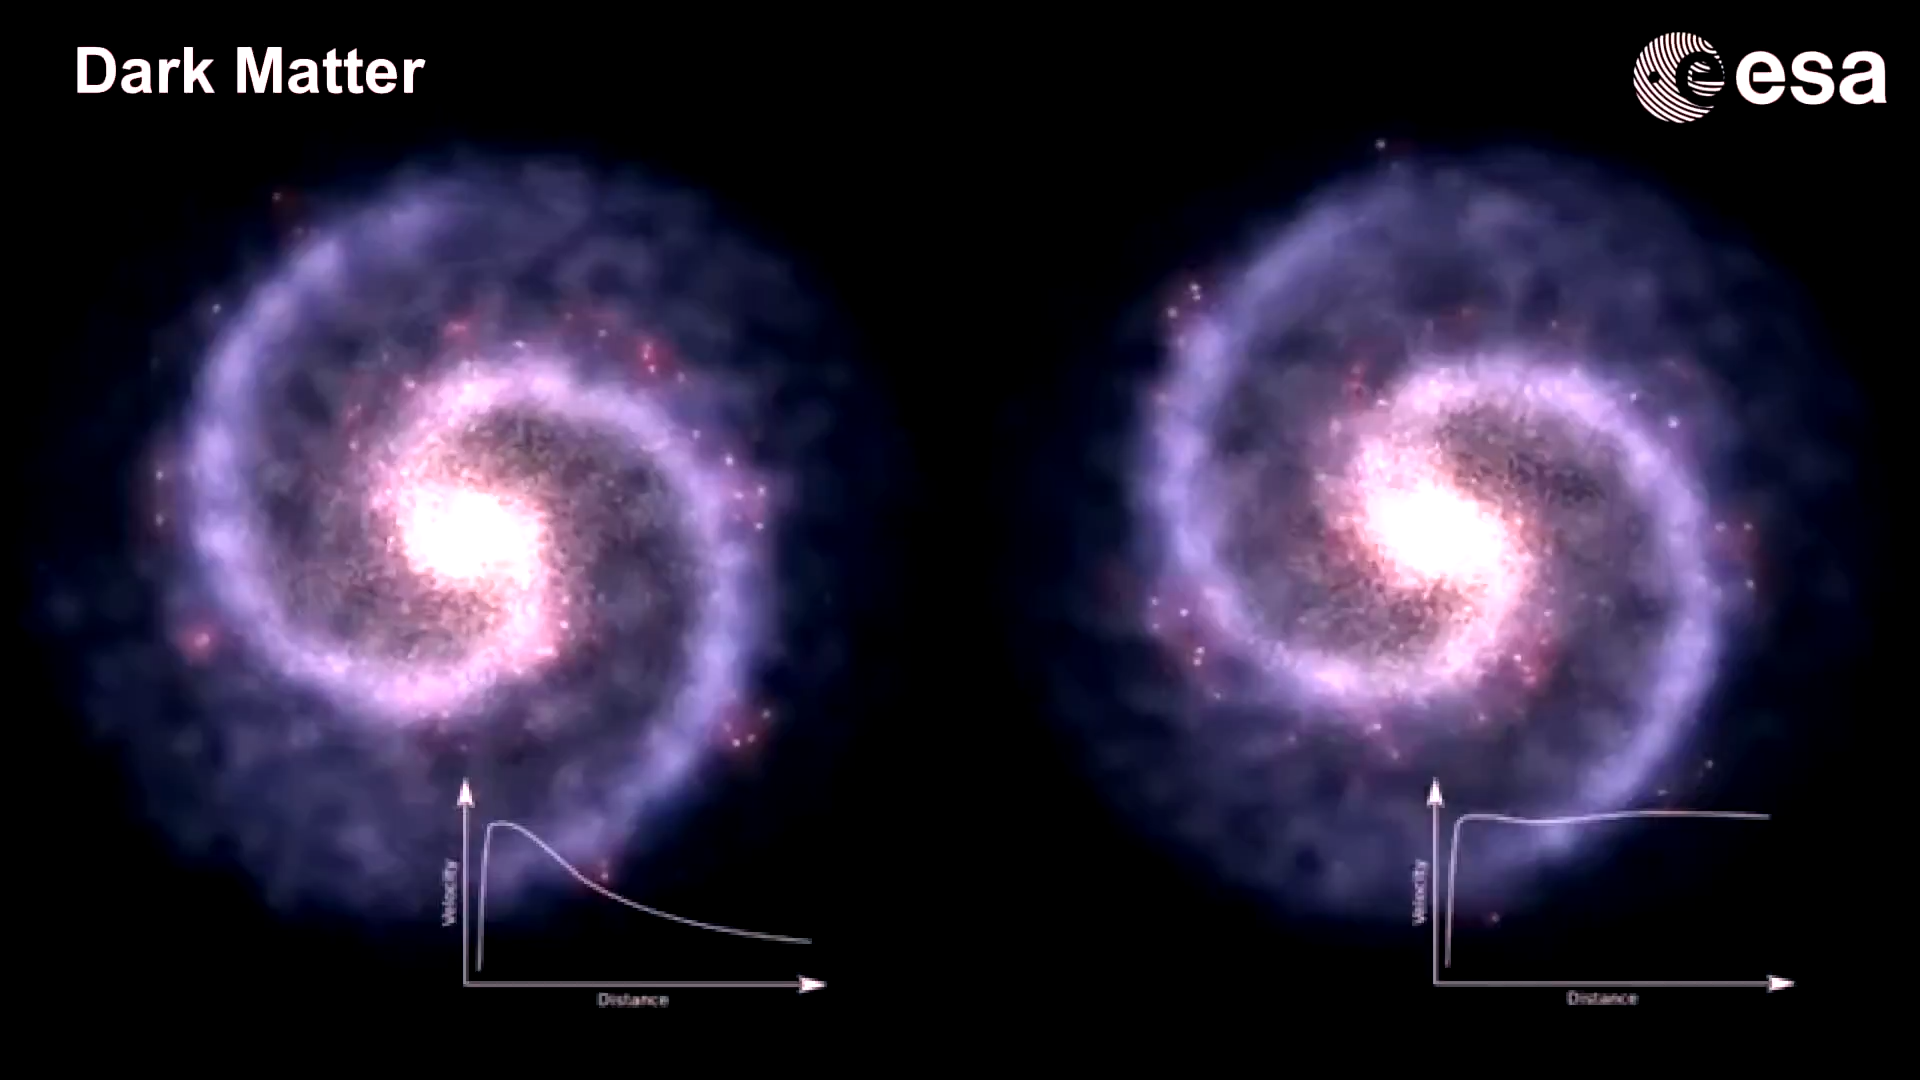 Dark Matter
esa
Velocity
Distance
Velocity
Distance